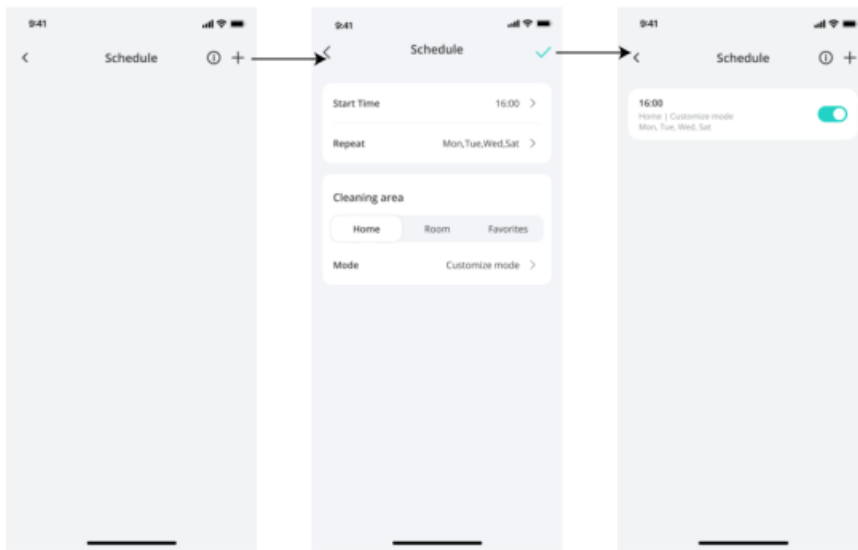 9:41
Schedule
9:41
Schedule
Start Time 16:00
Repeat Mon,Tue,Wed,Sat
Cleaning area
Home Room Favorites
Mode Customize mode
9:41
Schedule
16:00
Home | Customize mode
Mon, Tue, Wed, Sat